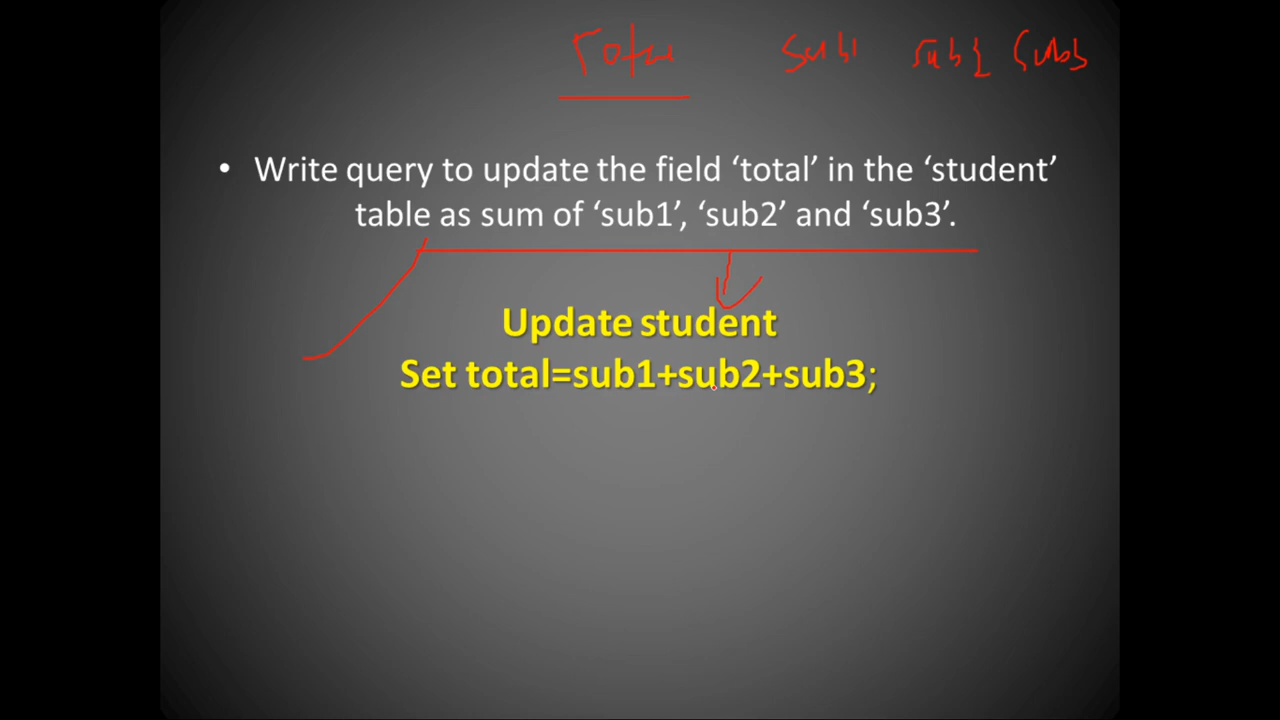 Total sub1 sub2 sub3
• Write query to update the field ‘total’ in the ‘student’
table as sum of ‘sub1’, ‘sub2’ and ‘sub3’.
Update student
Set total=sub1+sub2+sub3;